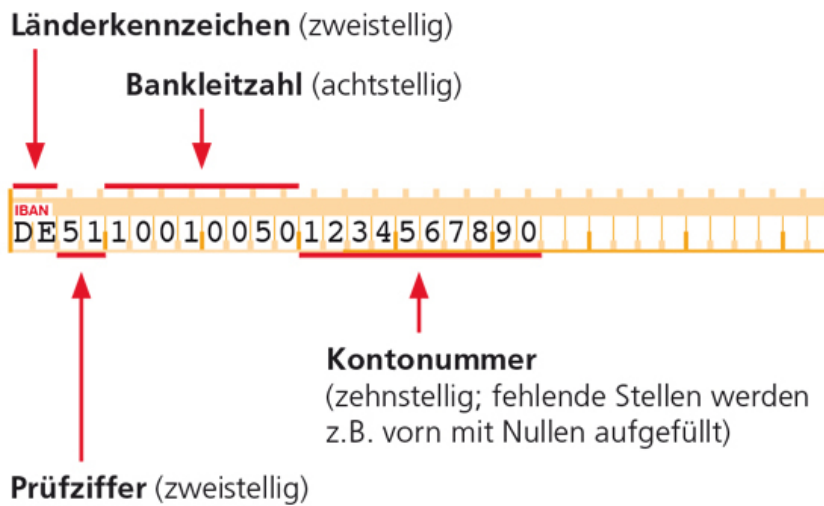 Länderkennzeichen (zweistellig)
Bankleitzahl (achtstellig)
IBAN
DE51100100501234567890
Kontonummer
(zehnstellig; fehlende Stellen werden
z.B. vorn mit Nullen aufgefüllt)
Prüfziffer (zweistellig)